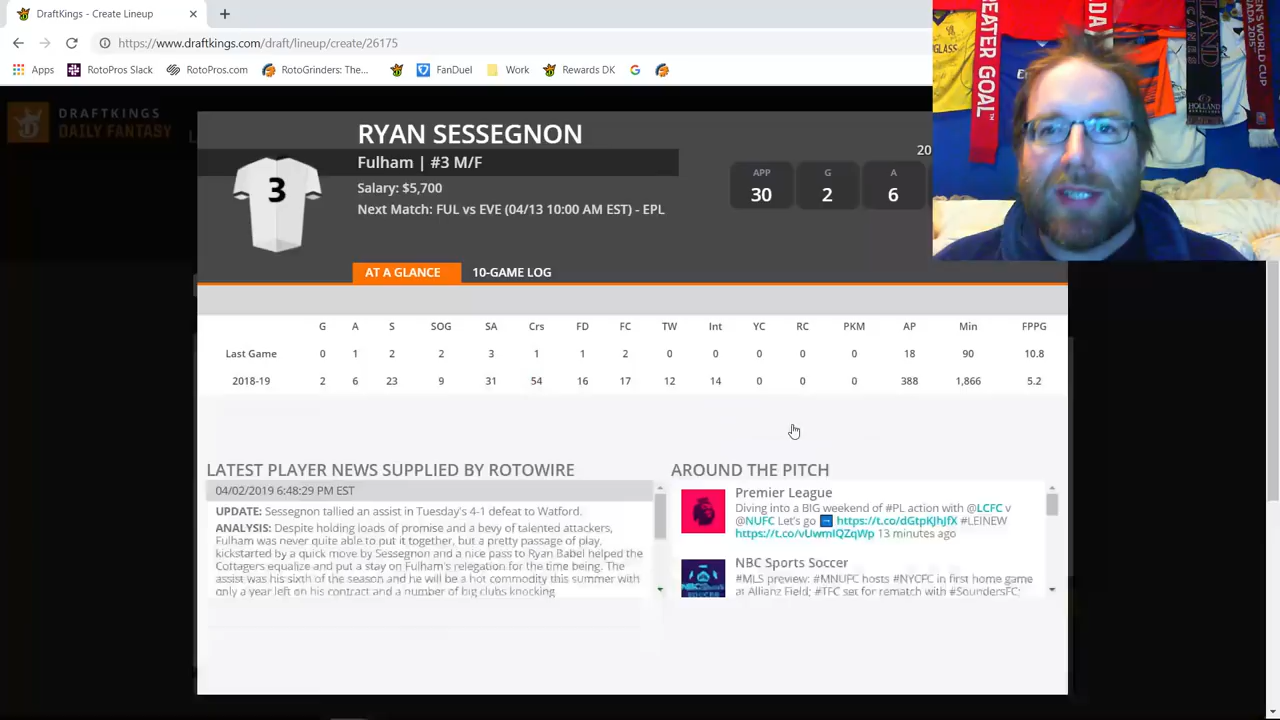 DraftKings - Create Lineup
https://www.draftkings.com/draft/lineup/create/26175
Apps RotoPros Slack RotoPros.com RotoGrinders: The... FanDuel Work Rewards DK
DRAFTKINGS
DAILY FANTASY
RYAN SESSEGNON
Fulham | #3 M/F
Salary: $5,700
Next Match: FUL vs EVE (04/13 10:00 AM EST) - EPL
3
20
APP G A
30 2 6
AT A GLANCE 10-GAME LOG
G A S SOG SA Crs FD FC TW Int YC RC PKM AP Min FPPG
Last Game 0 1 2 2 3 1 1 2 0 0 0 0 0 18 90 10.8
2018-19 2 6 23 9 31 54 16 17 12 14 0 0 0 388 1,866 5.2
LATEST PLAYER NEWS SUPPLIED BY ROTOWIRE
04/02/2019 6:48:29 PM EST
UPDATE: Sessegnon tallied an assist in Tuesday's 4-1 defeat to Watford.
ANALYSIS: Despite holding loads of promise and a bevy of talented attackers,
Fulham was never quite able to put it together, but a pretty passage of play,
kickstarted by a quick move by Sessegnon and a nice pass to Ryan Babel helped the
Cottagers equalize and put a stay on Fulham's relegation for the time being. The
assist was his sixth of the season and he will be a hot commodity this summer with
only a year left on his contract and a number of big clubs knocking
AROUND THE PITCH
Premier League
Diving into a BIG weekend of #PL action with @LCFC v
@NUFC Let's go ➡ https://t.co/dGtpKJhJfX #LEINEW
https://t.co/vUwmIQZqWp 13 minutes ago
NBC Sports Soccer
#MLS preview: #MNUFC hosts #NYCFC in first home game
at Allianz Field; #TFC set for rematch with #SoundersFC;
EATER GOAL™
HOLLAND
WOMEN'S WORLD CUP